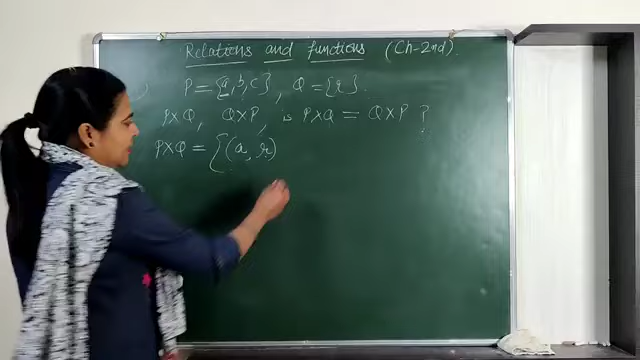 Relations and functions (Ch-2nd).
P = {a, b, c}, Q = {r}.
P×Q, Q×P, is P×Q = Q×P ?
P×Q = {(a, r)